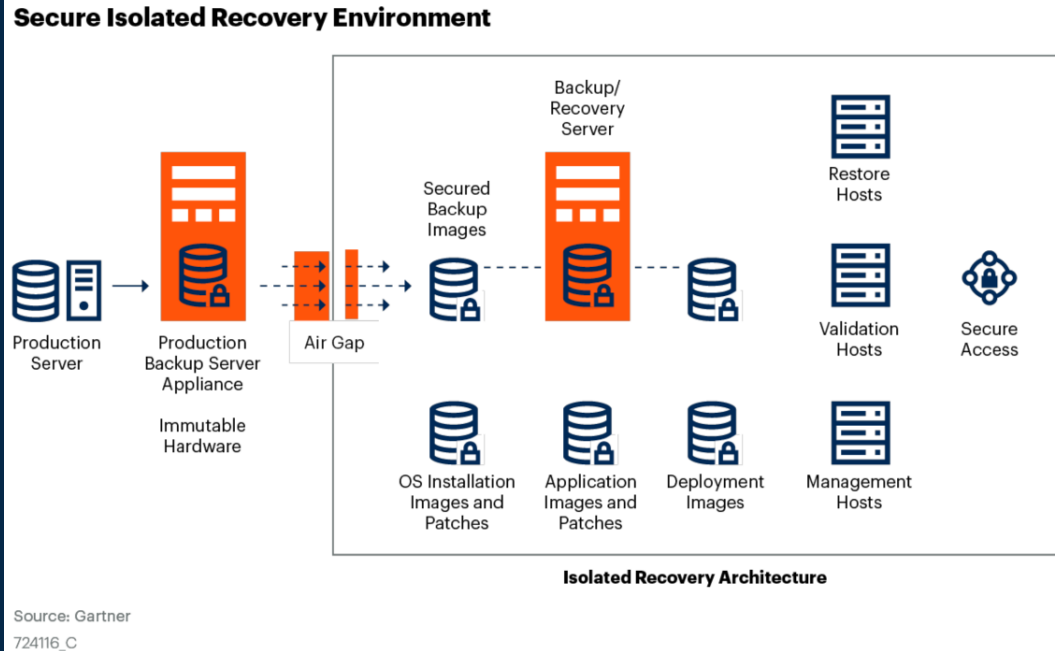 Secure Isolated Recovery Environment
Backup/
Recovery
Server
Restore
Hosts
Secured
Backup
Images
Production
Server
Production
Backup Server
Appliance
Immutable
Hardware
Air Gap
Validation
Hosts
Secure
Access
OS Installation
Images and
Patches
Application
Images and
Patches
Deployment
Images
Management
Hosts
Isolated Recovery Architecture
Source: Gartner
724116_C